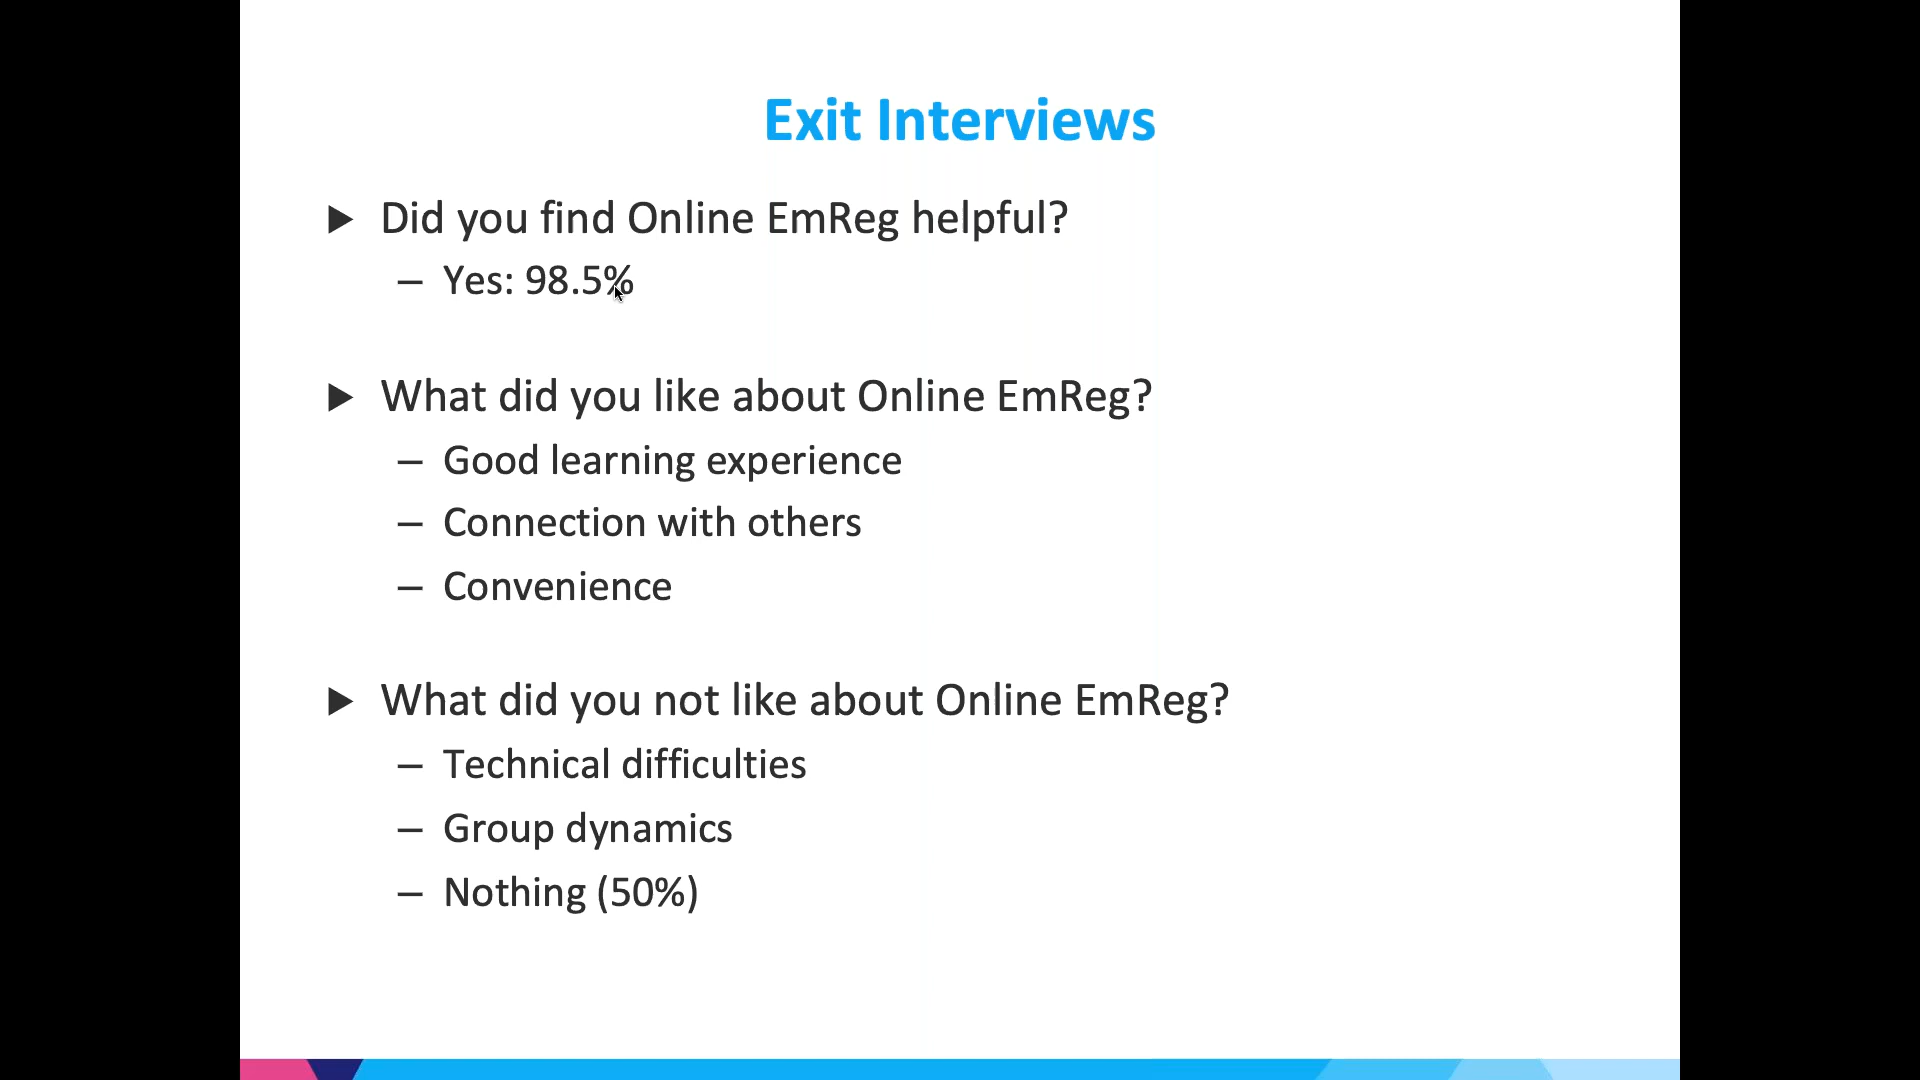 Exit Interviews
▶ Did you find Online EmReg helpful?
– Yes: 98.5%
▶ What did you like about Online EmReg?
– Good learning experience
– Connection with others
– Convenience
▶ What did you not like about Online EmReg?
– Technical difficulties
– Group dynamics
– Nothing (50%)